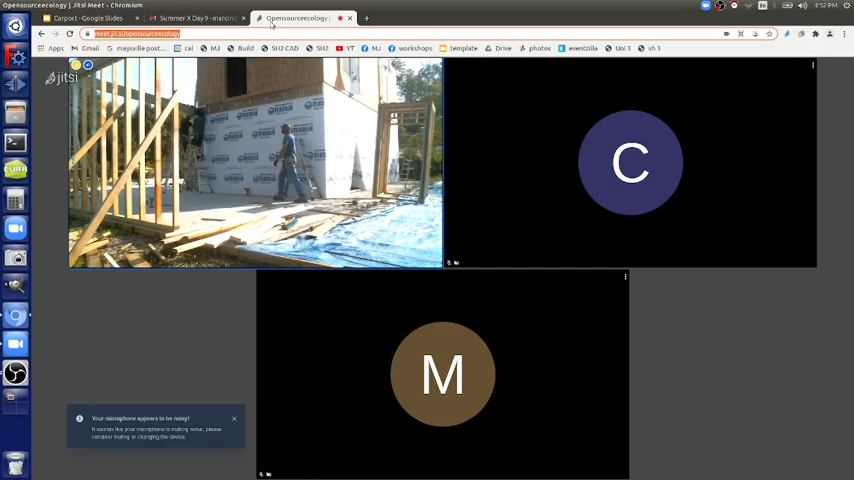 Opensourceecology | Jitsi Meet - Chromium
En
4:52 PM
Carport - Google Slides
Summer X Day 9 - marcin
Opensourceecology |
meet.jit.si/opensourceecology
Apps
Gmail
maysville post...
cal
MJ
Build
SH2 CAD
SH2
YT
MJ
workshops
template
Drive
photos
eventzilla
Uni 3
sh 3
jitsi
C
CURA
M
Your microphone appears to be noisy!
It sounds like your microphone is making noise, please
consider muting or changing the device.